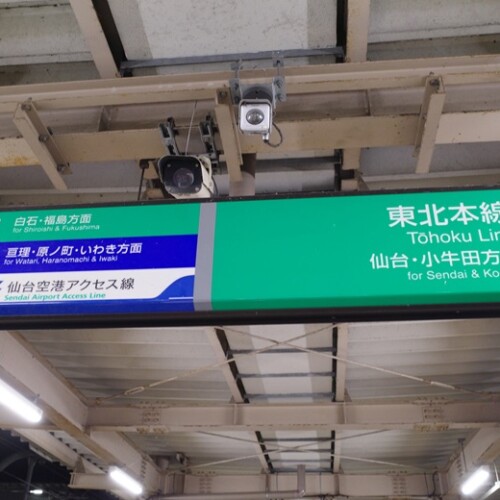 白石・福島方面
for Shiroishi & Fukushima
亘理・原ノ町・いわき方面
for Watari, Haranomachi & Iwaki
仙台空港アクセス線
Sendai Airport Access Line
東北本線
Tōhoku Lin
仙台・小牛田方
for Sendai & Ko